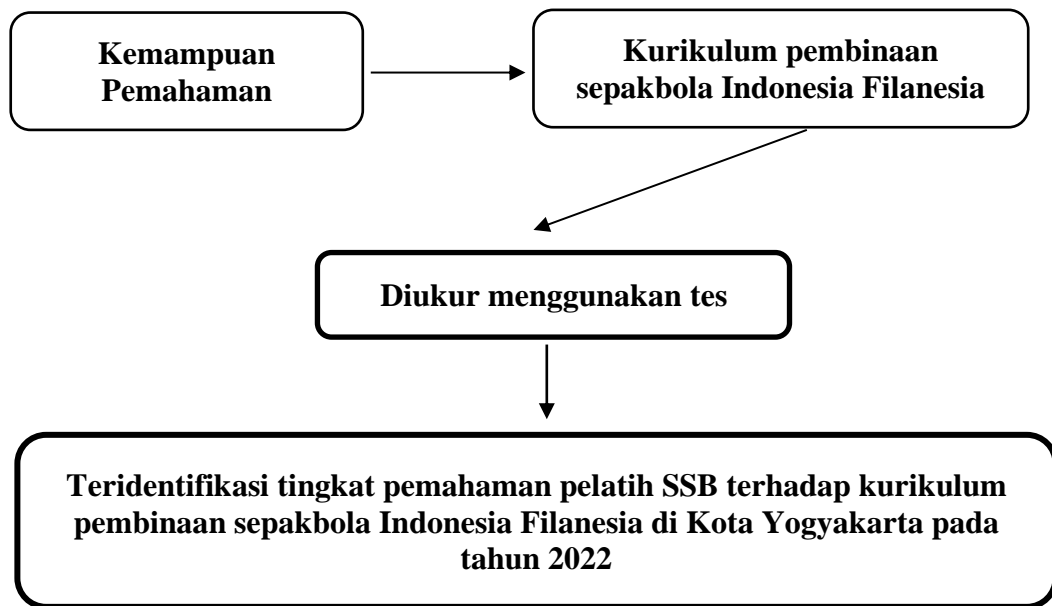 Kemampuan
Pemahaman
Kurikulum pembinaan
sepakbola Indonesia Filanesia
Diukur menggunakan tes
Teridentifikasi tingkat pemahaman pelatih SSB terhadap kurikulum
pembinaan sepakbola Indonesia Filanesia di Kota Yogyakarta pada
tahun 2022